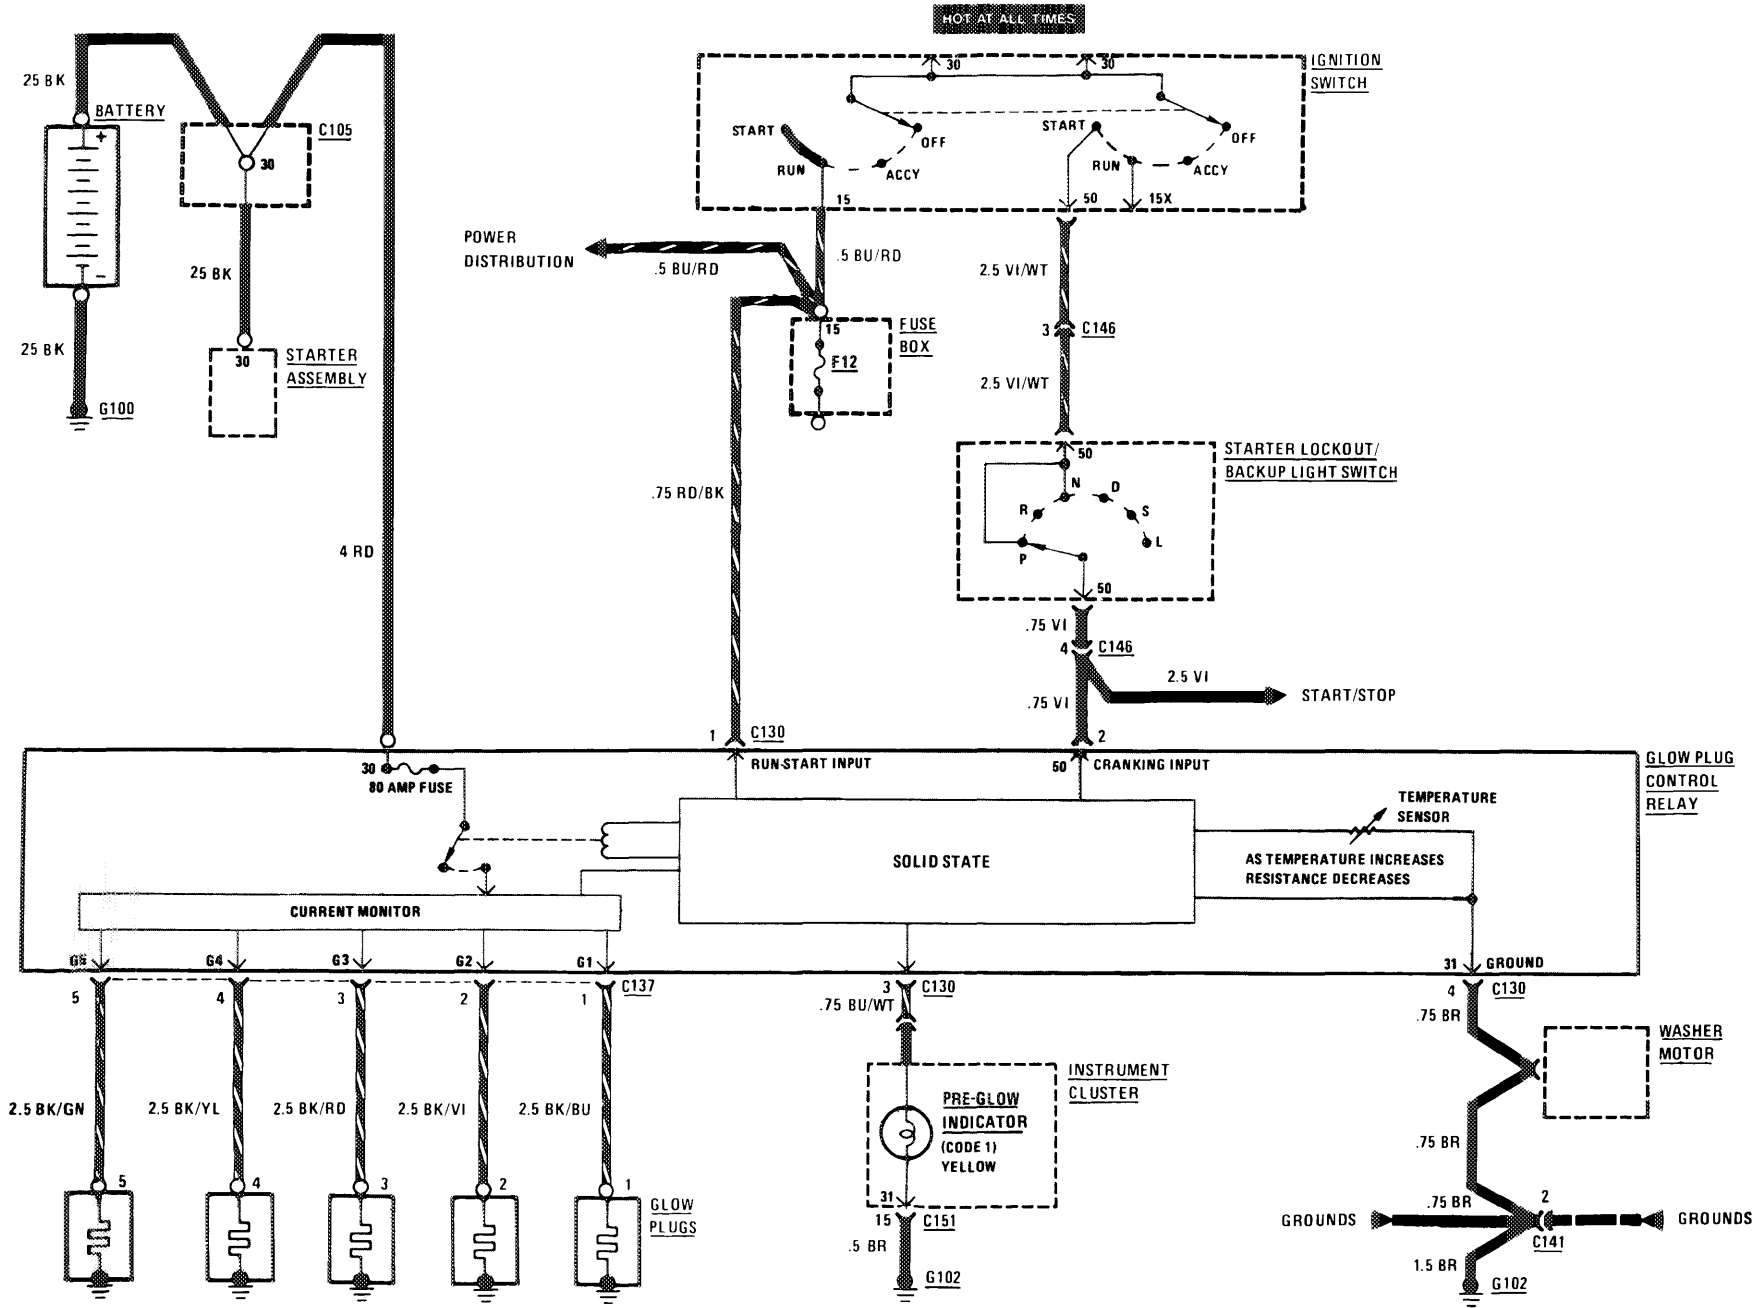 HOT AT ALL TIMES
IGNITION
SWITCH
30
30
START
OFF
RUN
ACCY
START
OFF
RUN
ACCY
15
50
15X
25 BK
BATTERY
+
-
C105
30
25 BK
25 BK
30
STARTER
ASSEMBLY
G100
POWER
DISTRIBUTION
.5 BU/RD
.5 BU/RD
15
FUSE
BOX
F12
2.5 VI/WT
3
C146
2.5 VI/WT
STARTER LOCKOUT/
BACKUP LIGHT SWITCH
50
N
D
R
S
P
L
50
.75 RD/BK
4 RD
.75 VI
4
C146
2.5 VI
START/STOP
.75 VI
1
C130
2
30
80 AMP FUSE
RUN-START INPUT
50
CRANKING INPUT
GLOW PLUG
CONTROL
RELAY
TEMPERATURE
SENSOR
SOLID STATE
AS TEMPERATURE INCREASES
RESISTANCE DECREASES
CURRENT MONITOR
G5
G4
G3
G2
G1
31
GROUND
5
4
3
2
1
C137
3
C130
4
C130
.75 BU/WT
.75 BR
WASHER
MOTOR
2.5 BK/GN
2.5 BK/YL
2.5 BK/RD
2.5 BK/VI
2.5 BK/BU
INSTRUMENT
CLUSTER
PRE-GLOW
INDICATOR
(CODE 1)
YELLOW
31
.75 BR
5
4
3
2
1
GLOW
PLUGS
15
C151
.5 BR
G102
.75 BR
2
GROUNDS
GROUNDS
C141
1.5 BR
G102